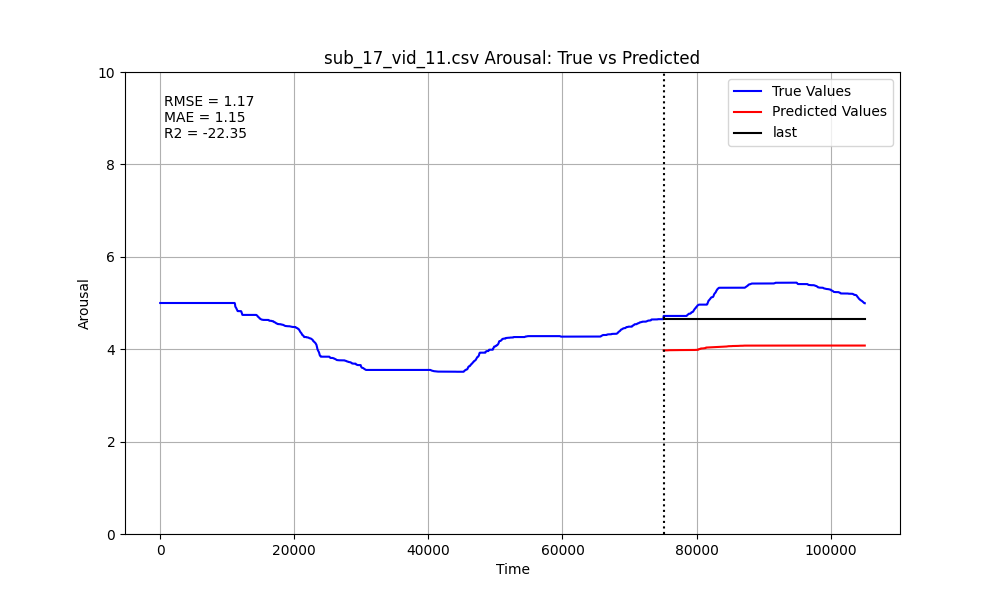 sub_17_vid_11.csv Arousal: True vs Predicted
RMSE = 1.17
MAE = 1.15
R2 = -22.35
True Values
Predicted Values
last
Arousal
10
8
6
4
2
0
0
20000
40000
60000
80000
100000
Time